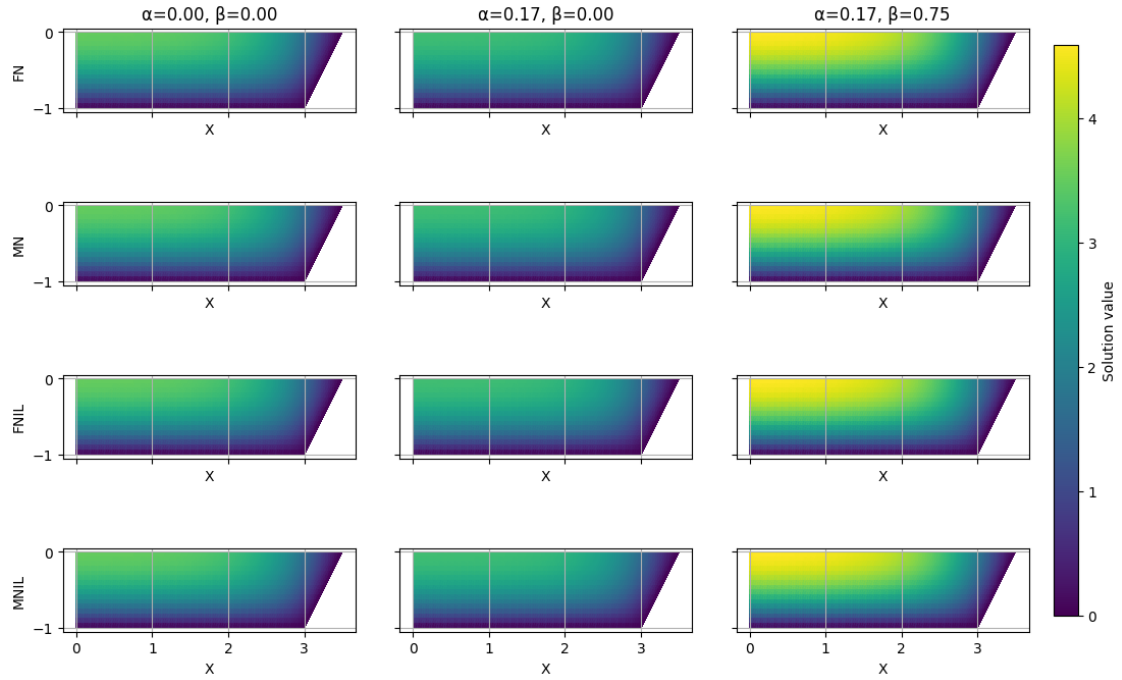 α=0.00, β=0.00
α=0.17, β=0.00
α=0.17, β=0.75
FN
0
−1
X
X
X
MN
0
−1
X
X
X
FNIL
0
−1
X
X
X
MNIL
0
−1
0 1 2 3
0 1 2 3
0 1 2 3
X
X
X
4
3
2
1
0
Solution value